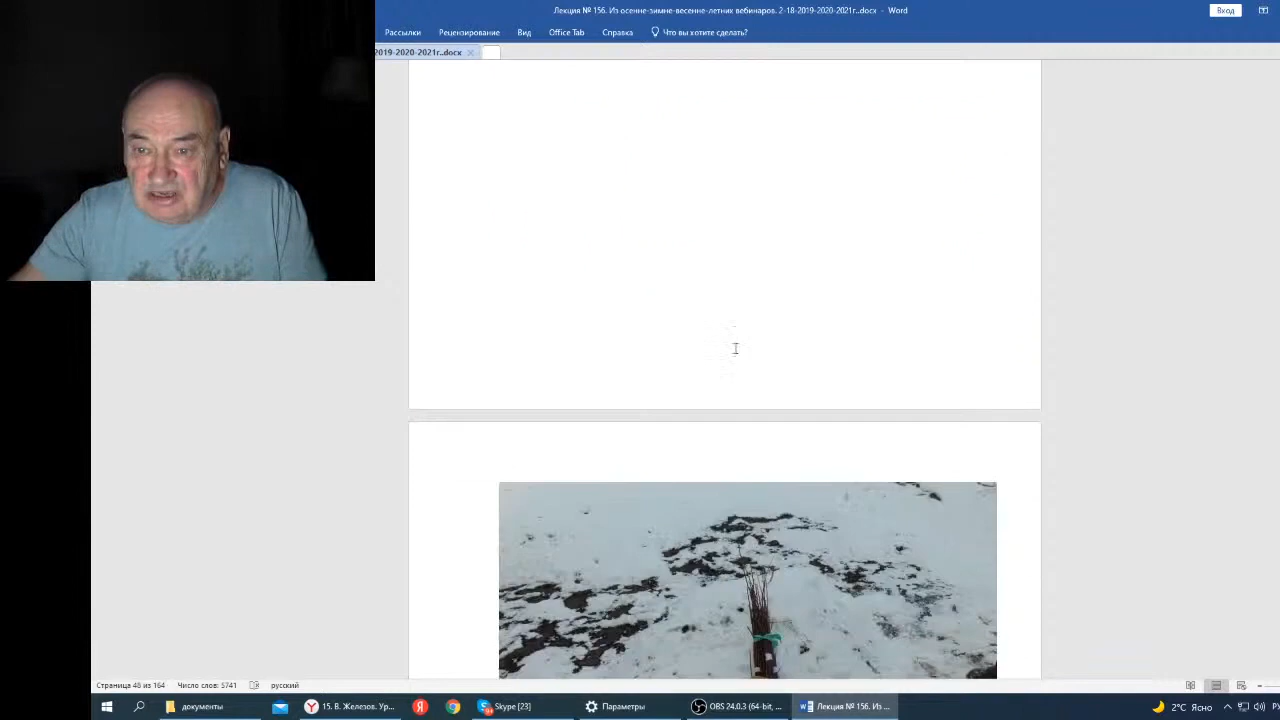 Лекция № 156. Из осенне-зимне-весенне-летних вебинаров. 2-18-2019-2020-2021г..docx - Word
Вход
Рассылки Рецензирование Вид Office Tab Справка Что вы хотите сделать?
2019-2020-2021г..docx
Страница 48 из 164 Число слов: 5741 русский
документы
15. В. Железов. Ур...
Skype [23]
Параметры
OBS 24.0.3 (64-bit, ...
Лекция № 156. Из ...
2°C Ясно